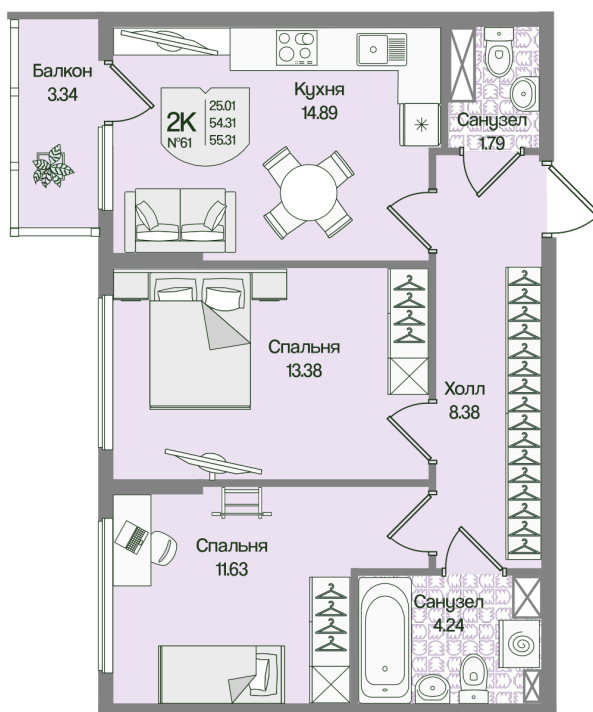 Балкон
3.34
2К
№61
25.01
54.31
55.31
Кухня
14.89
Санузел
1.79
Спальня
13.38
Холл
8.38
Спальня
11.63
Санузел
4.24